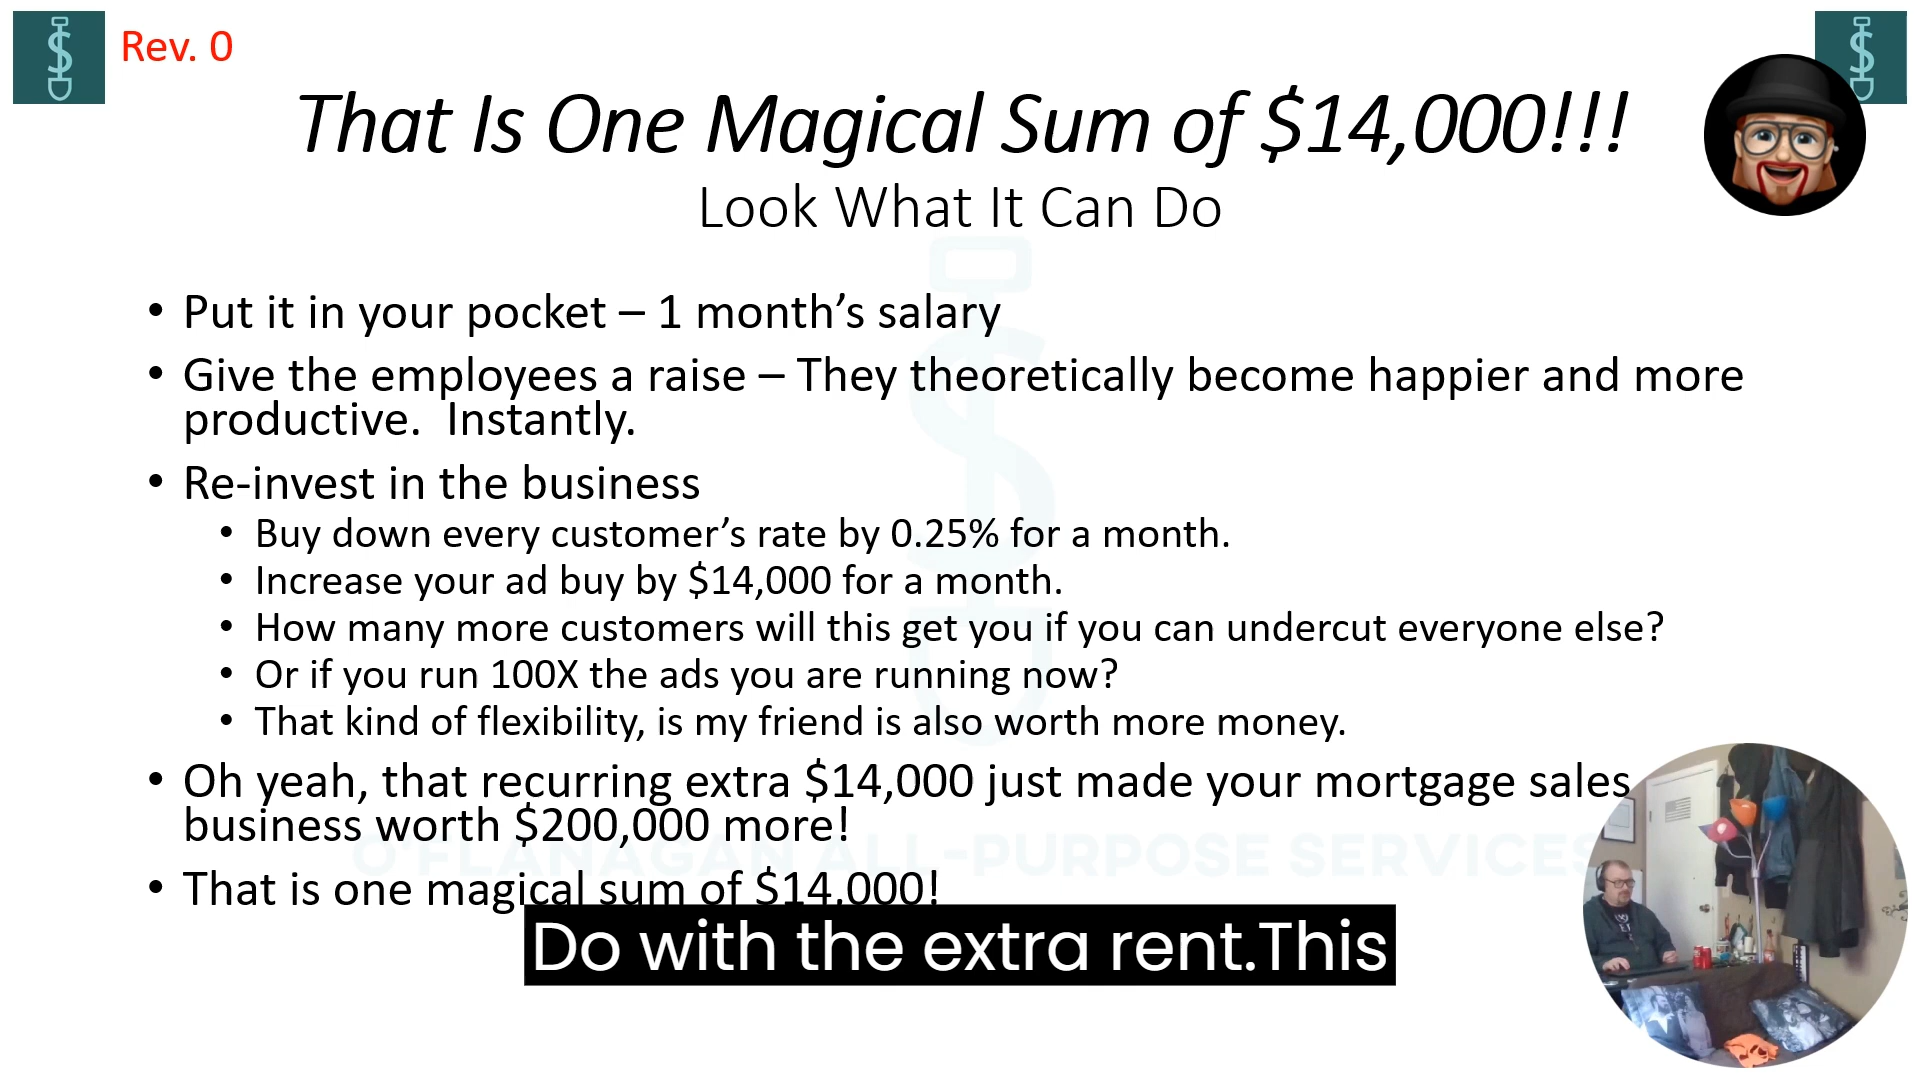 Rev. 0
That Is One Magical Sum of $14,000!!!
Look What It Can Do
• Put it in your pocket – 1 month’s salary
• Give the employees a raise – They theoretically become happier and more
productive. Instantly.
• Re-invest in the business
• Buy down every customer’s rate by 0.25% for a month.
• Increase your ad buy by $14,000 for a month.
• How many more customers will this get you if you can undercut everyone else?
• Or if you run 100X the ads you are running now?
• That kind of flexibility, is my friend is also worth more money.
• Oh yeah, that recurring extra $14,000 just made your mortgage sales
business worth $200,000 more!
O'FLANAGAN ALL-PURPOSE SERVICES
• That is one magical sum of $14,000!
Do with the extra rent.This